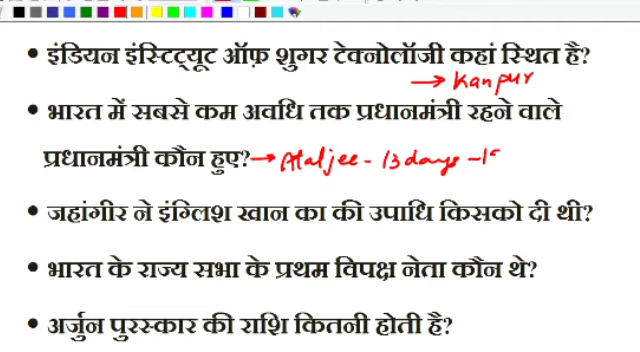 • इंडियन इंस्टिट्यूट ऑफ़ शुगर टेक्नोलॉजी कहां स्थित है?
→ Kanpur
• भारत में सबसे कम अवधि तक प्रधानमंत्री रहने वाले
प्रधानमंत्री कौन हुए? → Ataljee - 13 days -
• जहांगीर ने इंग्लिश खान का की उपाधि किसको दी थी?
• भारत के राज्य सभा के प्रथम विपक्ष नेता कौन थे?
• अर्जुन पुरस्कार की राशि कितनी होती है?